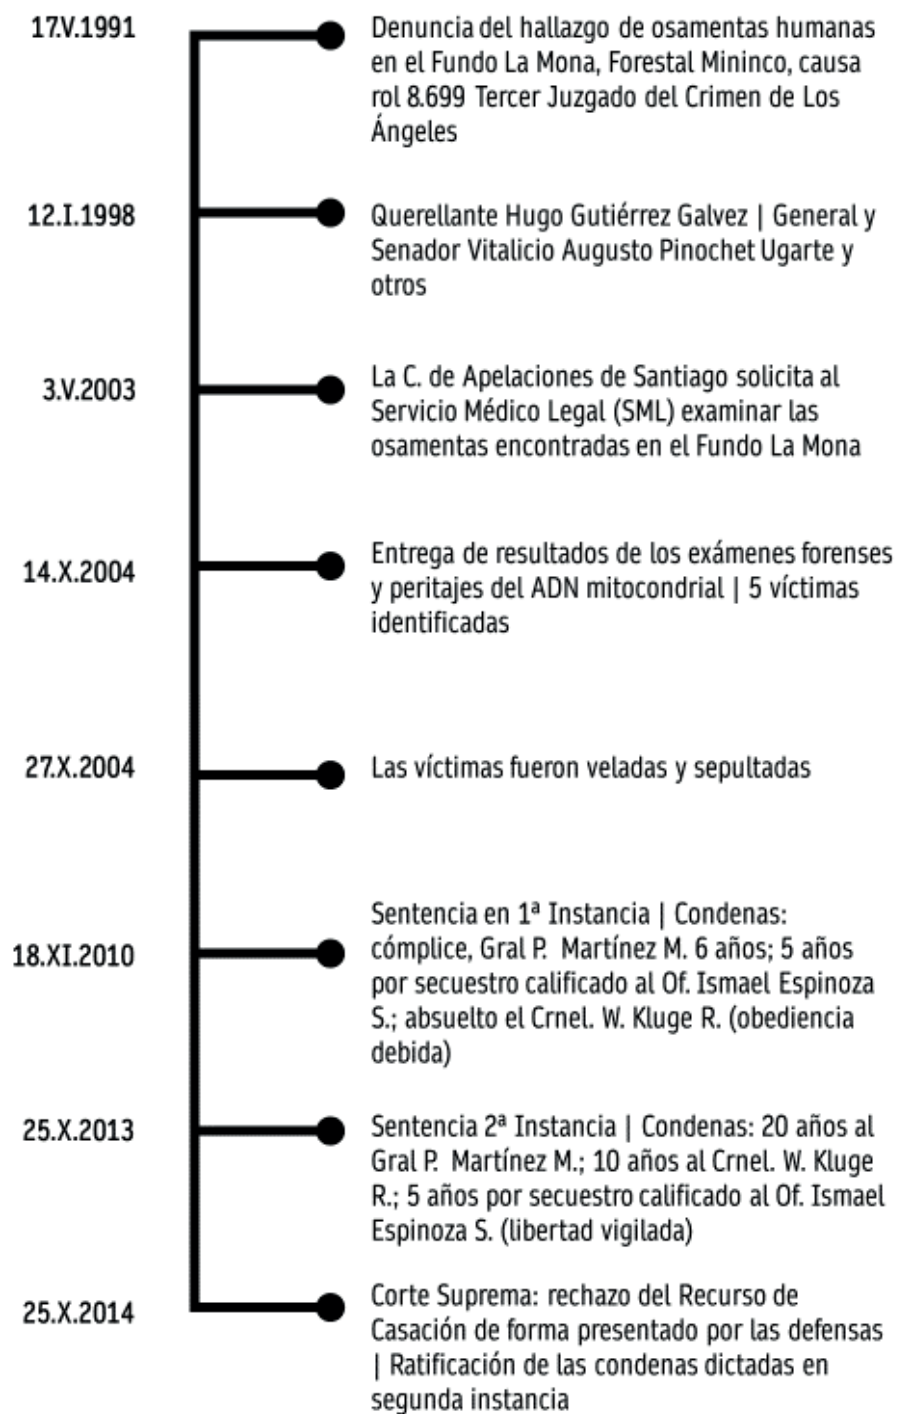 17.V.1991
Denuncia del hallazgo de osamentas humanas
en el Fundo La Mona, Forestal Mininco, causa
rol 8.699 Tercer Juzgado del Crimen de Los
Ángeles
12.I.1998
Querellante Hugo Gutiérrez Galvez | General y
Senador Vitalicio Augusto Pinochet Ugarte y
otros
3.V.2003
La C. de Apelaciones de Santiago solicita al
Servicio Médico Legal (SML) examinar las
osamentas encontradas en el Fundo La Mona
14.X.2004
Entrega de resultados de los exámenes forenses
y peritajes del ADN mitocondrial | 5 víctimas
identificadas
27.X.2004
Las víctimas fueron veladas y sepultadas
18.XI.2010
Sentencia en 1ª Instancia | Condenas:
cómplice, Gral P. Martínez M. 6 años; 5 años
por secuestro calificado al Of. Ismael Espinoza
S.; absuelto el Crnel. W. Kluge R. (obediencia
debida)
25.X.2013
Sentencia 2ª Instancia | Condenas: 20 años al
Gral P. Martínez M.; 10 años al Crnel. W. Kluge
R.; 5 años por secuestro calificado al Of. Ismael
Espinoza S. (libertad vigilada)
25.X.2014
Corte Suprema: rechazo del Recurso de
Casación de forma presentado por las defensas
| Ratificación de las condenas dictadas en
segunda instancia